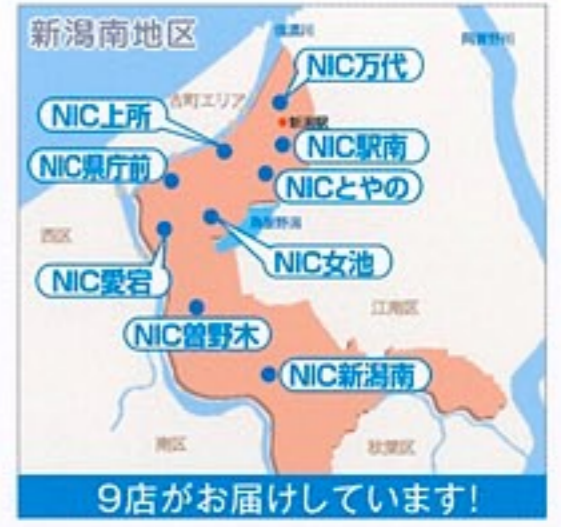 新潟南地区
信濃川
阿賀野川
NIC万代
古町エリア
NIC上所
新潟駅
NIC駅南
NIC県庁前
NICとやの
鳥屋野潟
西区
NIC女池
NIC愛宕
江南区
NIC曽野木
NIC新潟南
南区
秋葉区
9店がお届けしています!